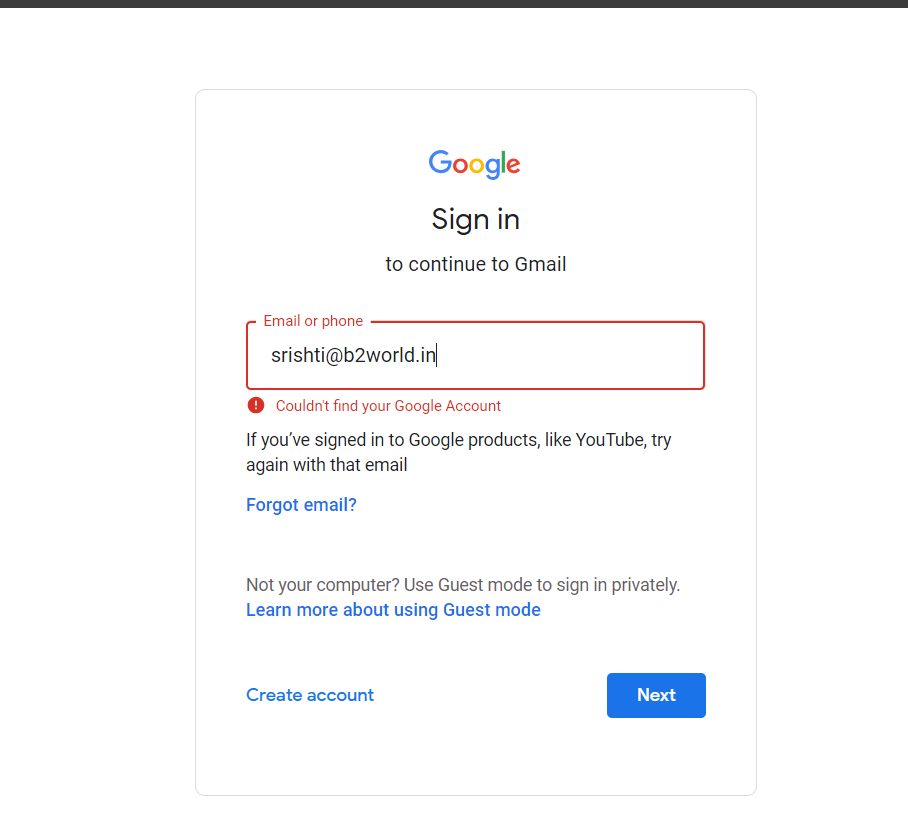 Google
Sign in
to continue to Gmail
Email or phone
srishti@b2world.in
Couldn't find your Google Account
If you’ve signed in to Google products, like YouTube, try
again with that email
Forgot email?
Not your computer? Use Guest mode to sign in privately.
Learn more about using Guest mode
Create account
Next